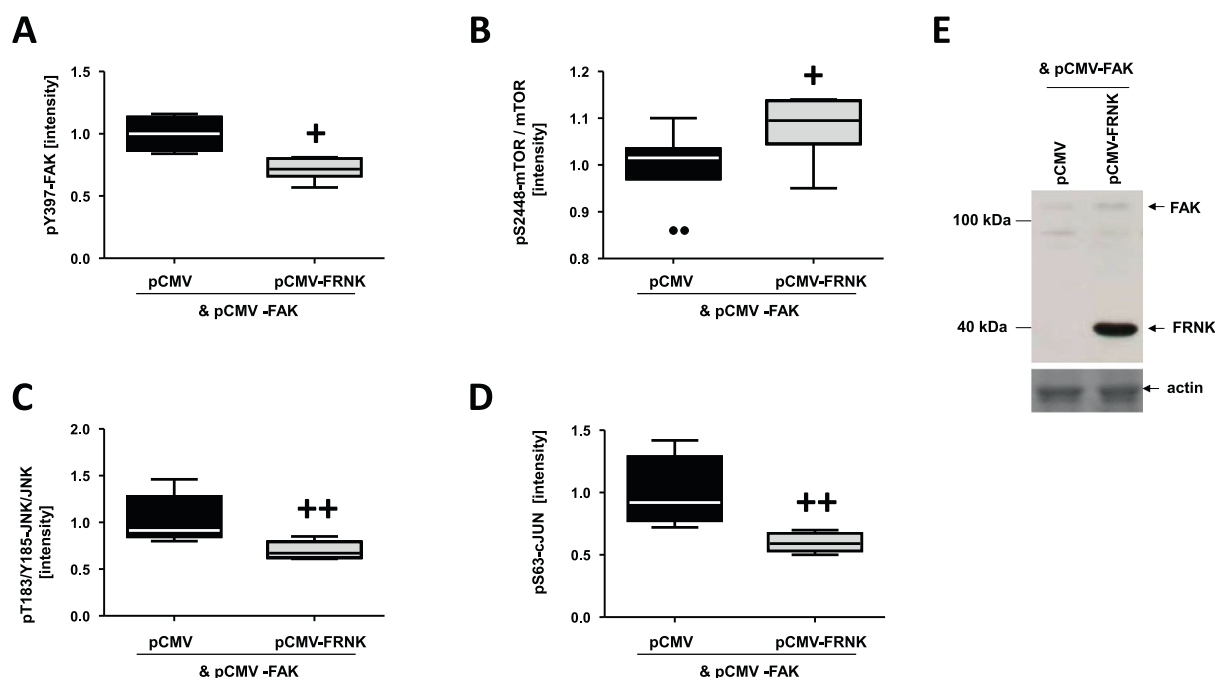 A
pY397-FAK [intensity]
1.5
1.0
0.5
0.0
+
pCMV
pCMV-FRNK
& pCMV -FAK
B
pS2448-mTOR / mTOR
[intensity]
1.2
1.1
1.0
0.9
0.8
+
pCMV
pCMV-FRNK
& pCMV -FAK
E
& pCMV-FAK
pCMV
pCMV-FRNK
100 kDa
FAK
40 kDa
FRNK
actin
C
pT183/Y185-JNK/JNK
[intensity]
2.0
1.5
1.0
0.5
0.0
++
pCMV
pCMV-FRNK
& pCMV -FAK
D
pS63-cJUN [intensity]
1.5
1.0
0.5
0.0
++
pCMV
pCMV-FRNK
& pCMV -FAK